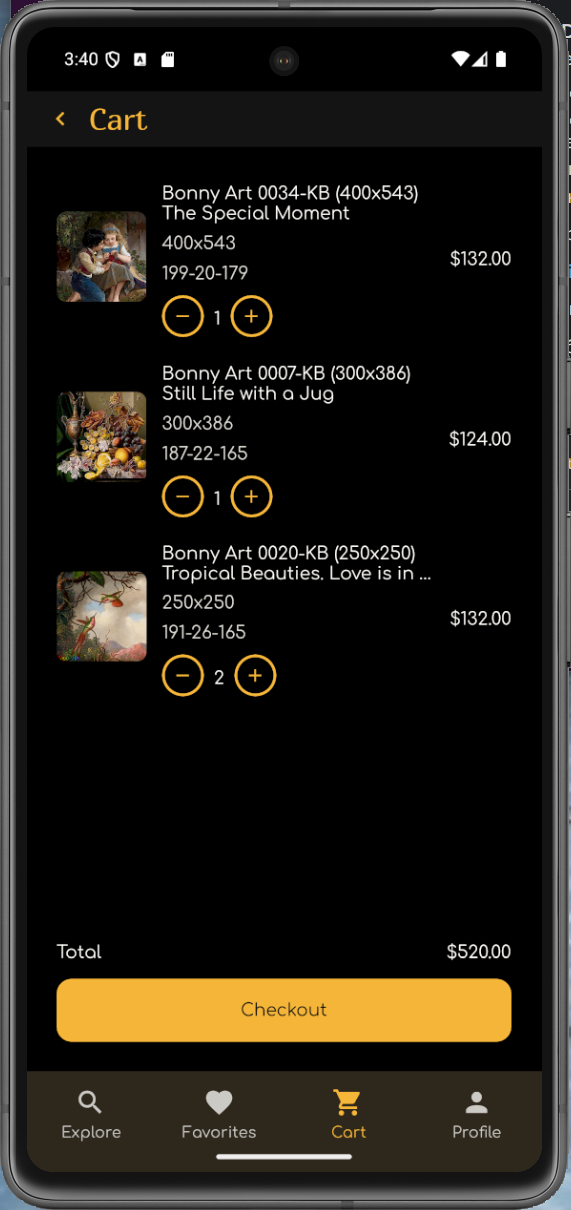 3:40
Cart
Bonny Art 0034-KB (400x543)
The Special Moment
400x543
199-20-179
$132.00
1
Bonny Art 0007-KB (300x386)
Still Life with a Jug
300x386
187-22-165
$124.00
1
Bonny Art 0020-KB (250x250)
Tropical Beauties. Love is in ...
250x250
191-26-165
$132.00
2
Total
$520.00
Checkout
Explore
Favorites
Cart
Profile